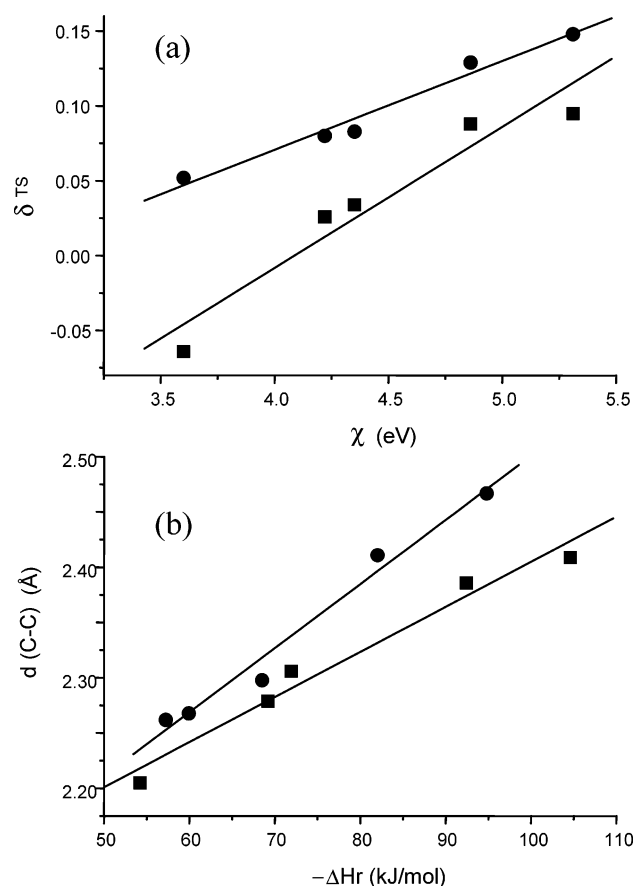 (a)
0.15
0.10
0.05
0.00
-0.05
δ TS
3.5 4.0 4.5 5.0 5.5
χ (eV)
(b)
2.50
2.40
2.30
2.20
d (C-C) (Å)
50 60 70 80 90 100 110
−ΔHr (kJ/mol)